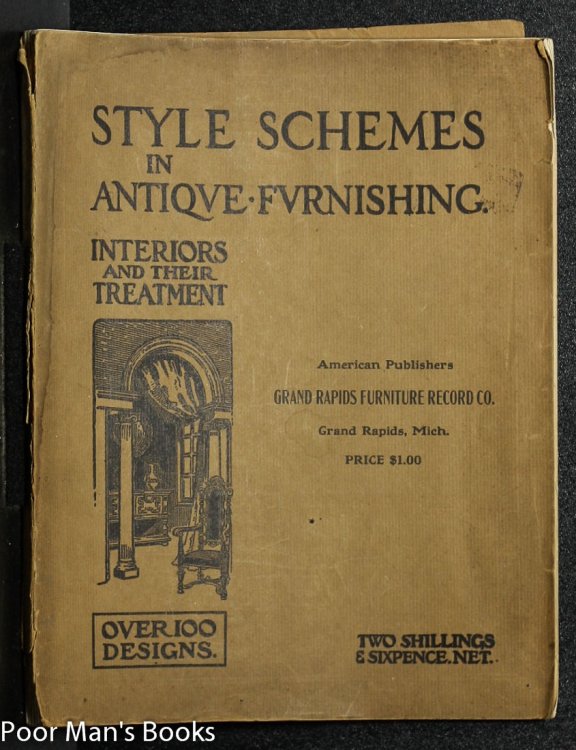 STYLE SCHEMES
IN
ANTIQVE·FVRNISHING.
INTERIORS
AND THEIR
TREATMENT
American Publishers
GRAND RAPIDS FURNITURE RECORD CO.
Grand Rapids, Mich.
PRICE $1.00
OVER 100
DESIGNS.
TWO SHILLINGS
& SIXPENCE. NET.
Poor Man's Books